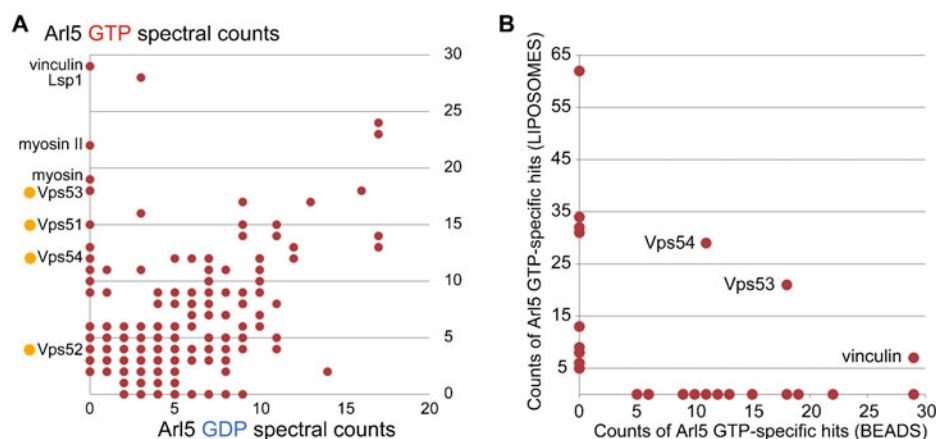 A
Arl5 GTP spectral counts
30
25
20
15
10
5
0
vinculin
Lsp1
myosin II
myosin
Vps53
Vps51
Vps54
Vps52
0 5 10 15 20
Arl5 GDP spectral counts
B
Counts of Arl5 GTP-specific hits (LIPOSOMES)
65
55
45
35
25
15
5
Vps54
Vps53
vinculin
0 5 10 15 20 25 30
Counts of Arl5 GTP-specific hits (BEADS)